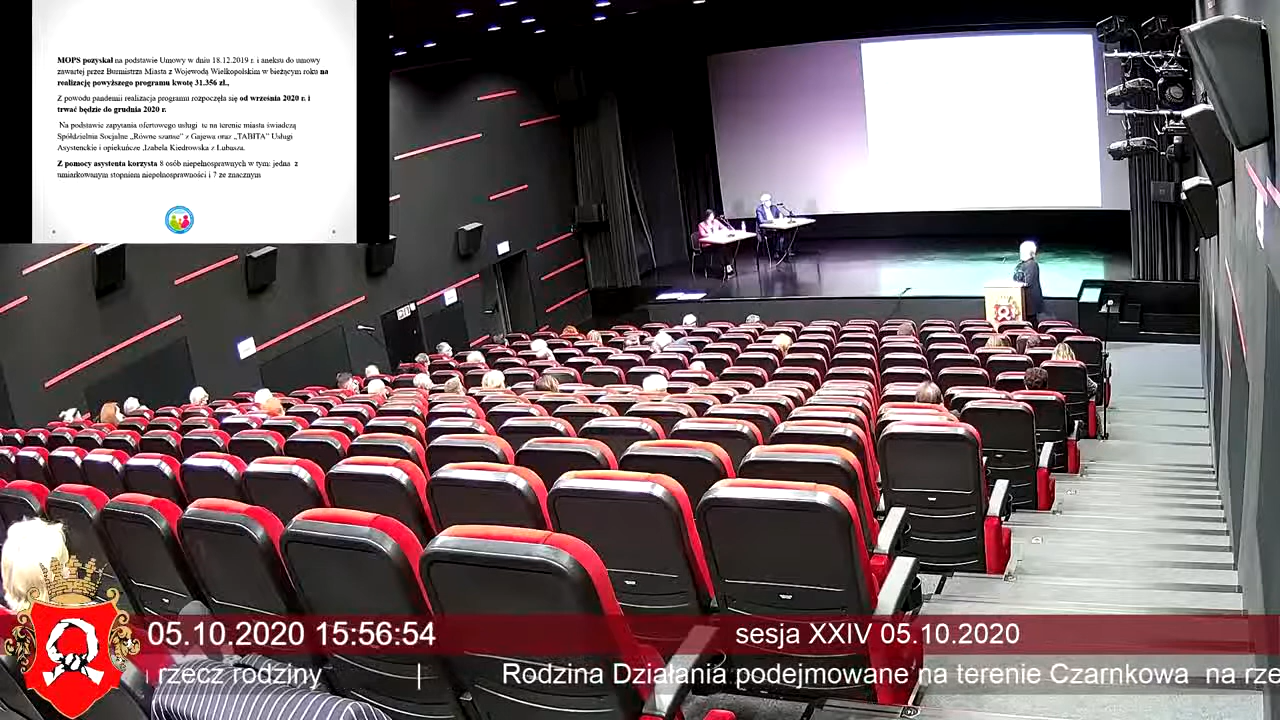 MOPS pozyskał na podstawie Umowy w dniu 18.12.2019 r. i aneksu do umowy
zawartej przez Burmistrza Miasta z Wojewodą Wielkopolskim w bieżącym roku na
realizację powyższego programu kwotę 31.356 zł.,
Z powodu pandemii realizacja programu rozpoczęła się od września 2020 r. i
trwać będzie do grudnia 2020 r.
Na podstawie zapytania ofertowego usługi te na terenie miasta świadczą
Spółdzielnia Socjalna „Równe szanse" z Gajewa oraz „TABITA" Usługi
Asystenckie i opiekuńcze ,Izabela Kiedrowska z Lubasza.
Z pomocy asystenta korzysta 8 osób niepełnosprawnych w tym: jedna z
umiarkowanym stopniem niepełnosprawności i 7 ze znacznym
05.10.2020 15:56:54
sesja XXIV 05.10.2020
rzecz rodziny | Rodzina Działania podejmowane na terenie Czarnkowa na rze